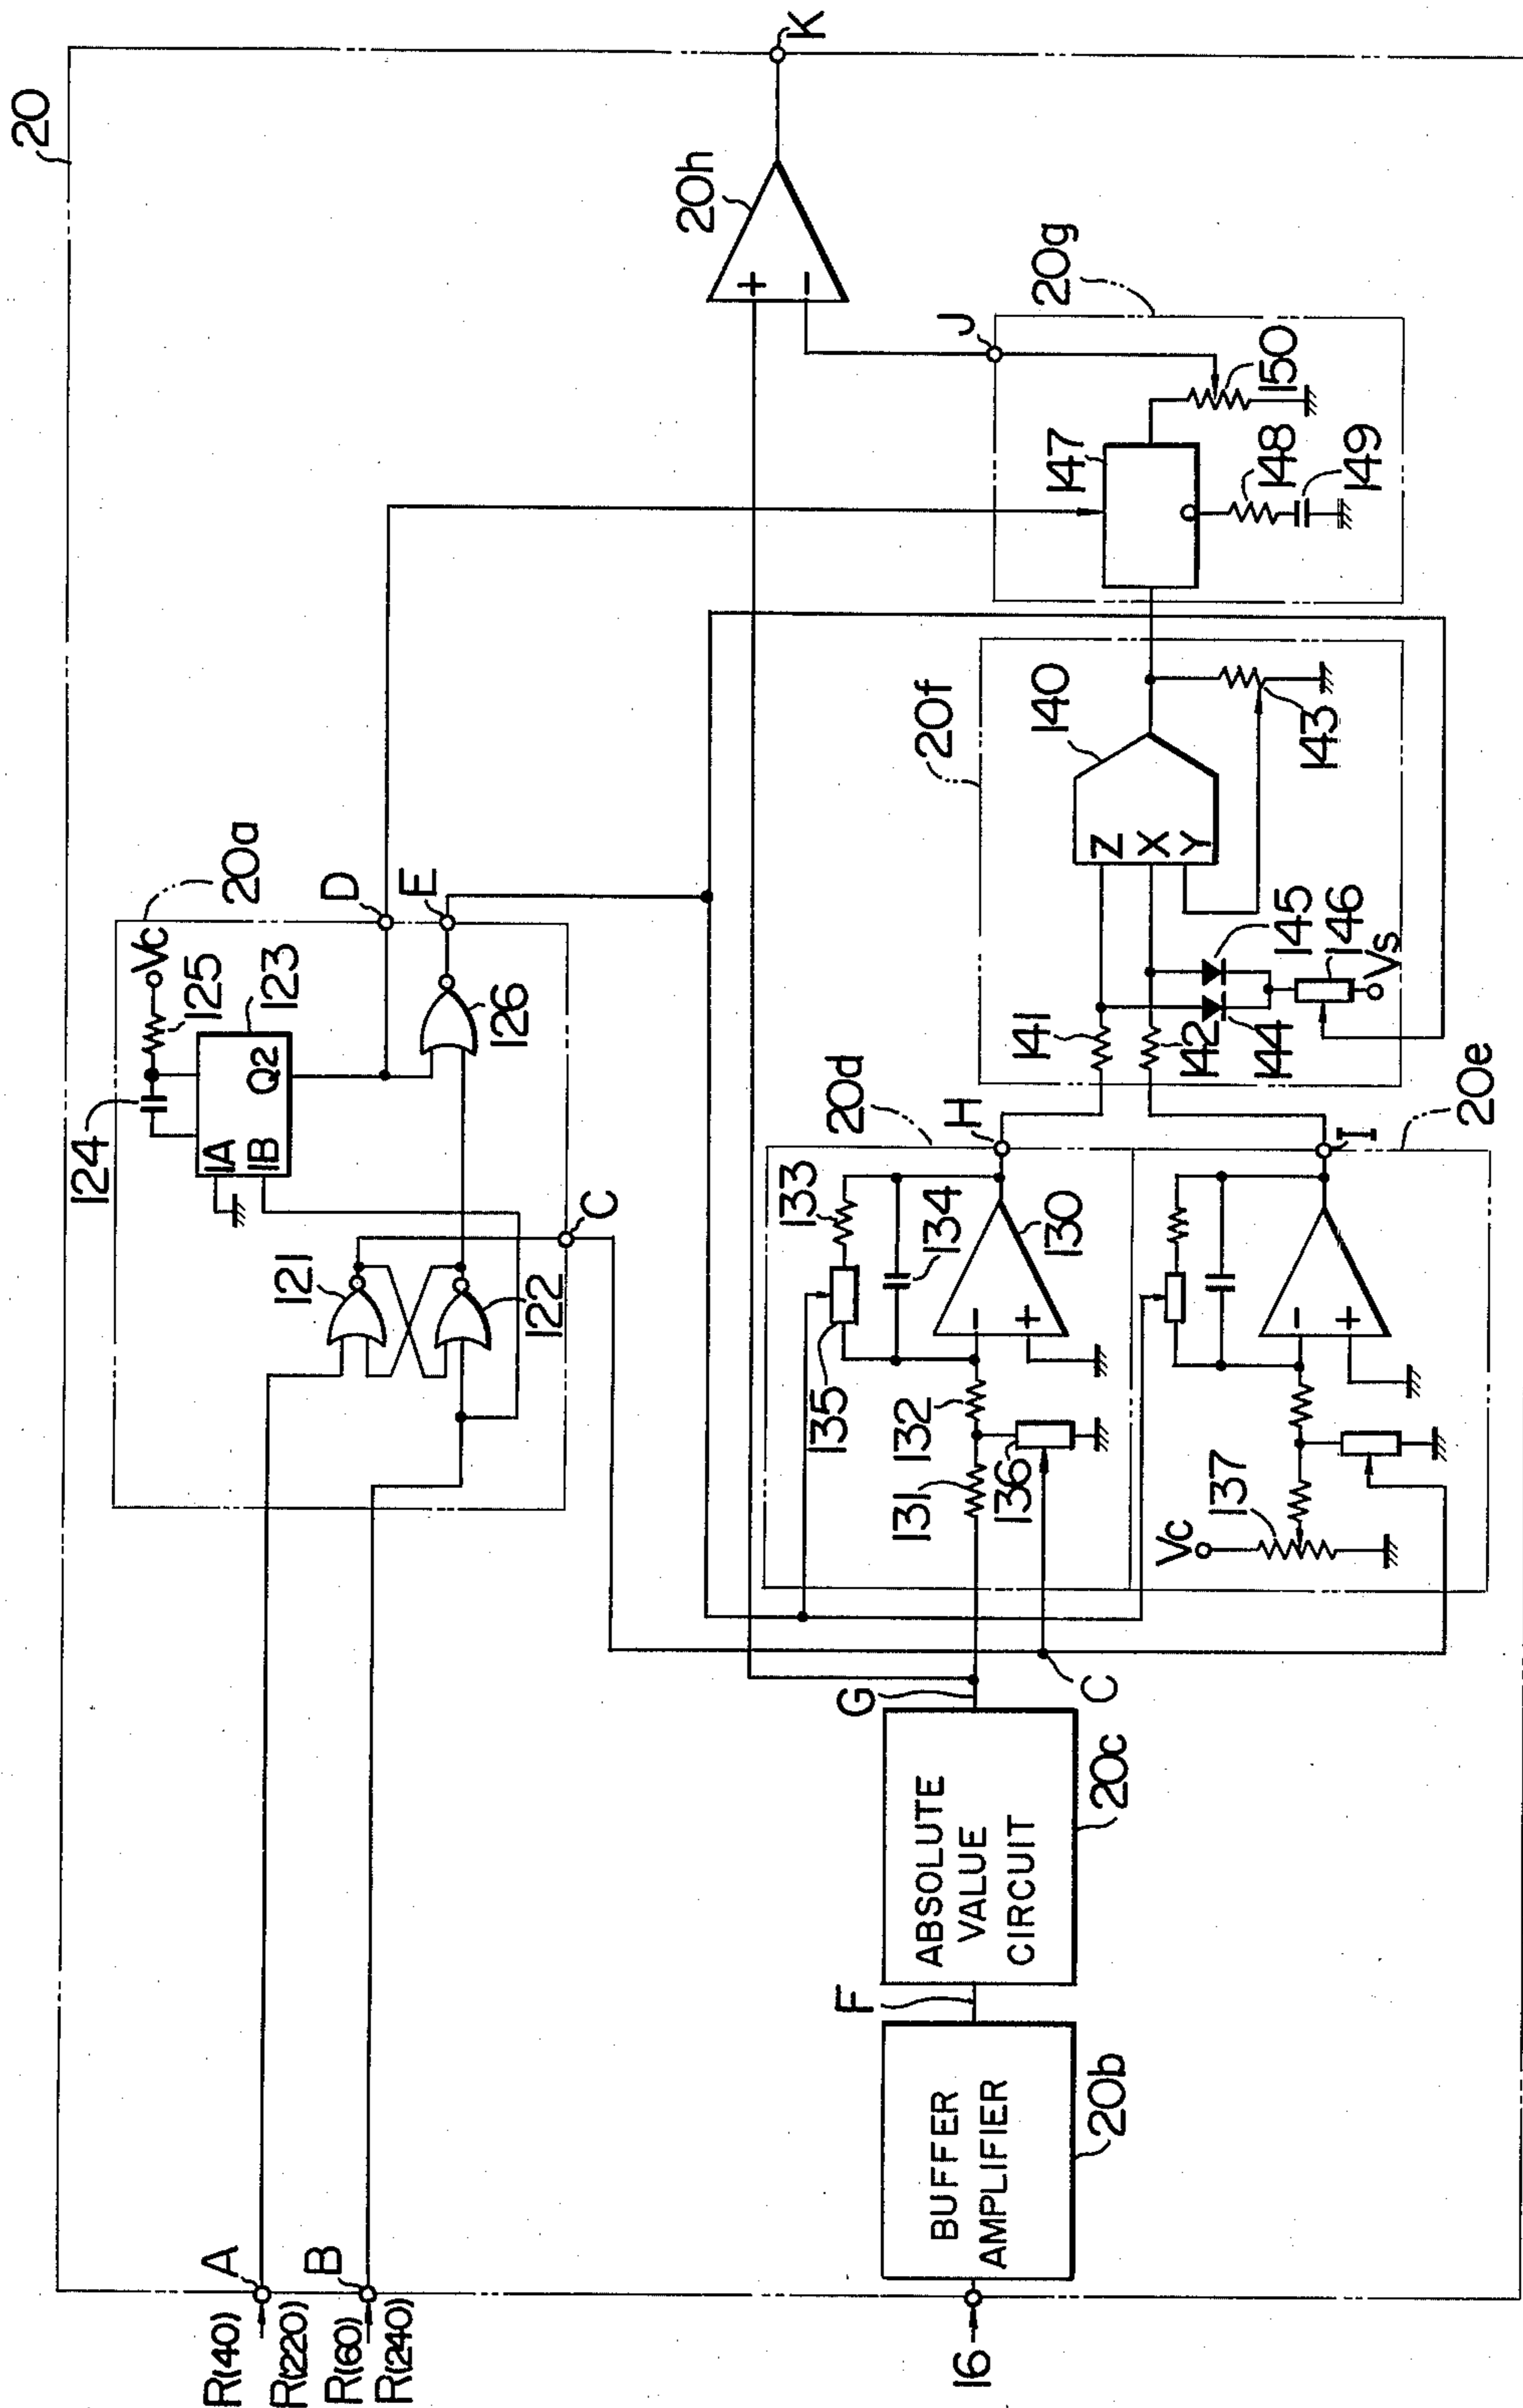 20
A
R(40)
R(220)
B
R(60)
R(240)
16
BUFFER
AMPLIFIER
20b
F
ABSOLUTE
VALUE
CIRCUIT
20c
G
C
20a
121
122
124
1A
1B
Q2
123
125
Vc
126
C
D
E
20d
131
132
133
134
135
136
130
-
+
H
20e
Vc
137
-
+
I
20f
141
142
144
145
146
Vs
Z
X
Y
140
143
20g
147
148
149
150
J
20h
+
-
K